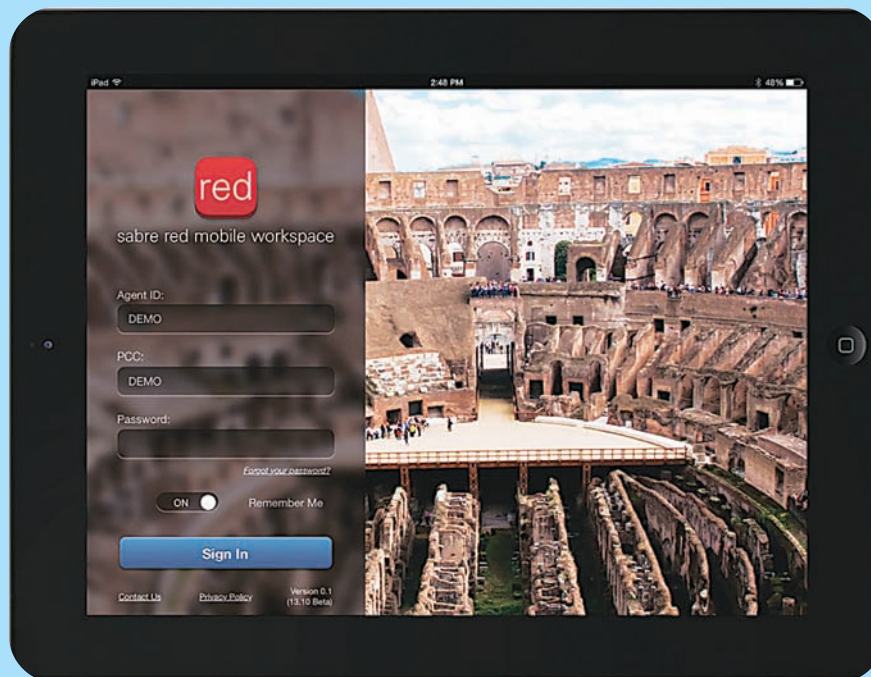 iPad
2:48 PM
48%
red
sabre red mobile workspace
Agent ID:
DEMO
PCC:
DEMO
Password:
Forgot your password?
ON
Remember Me
Sign In
Contact Us
Privacy Policy
Version 0.1
(13.10 Beta)